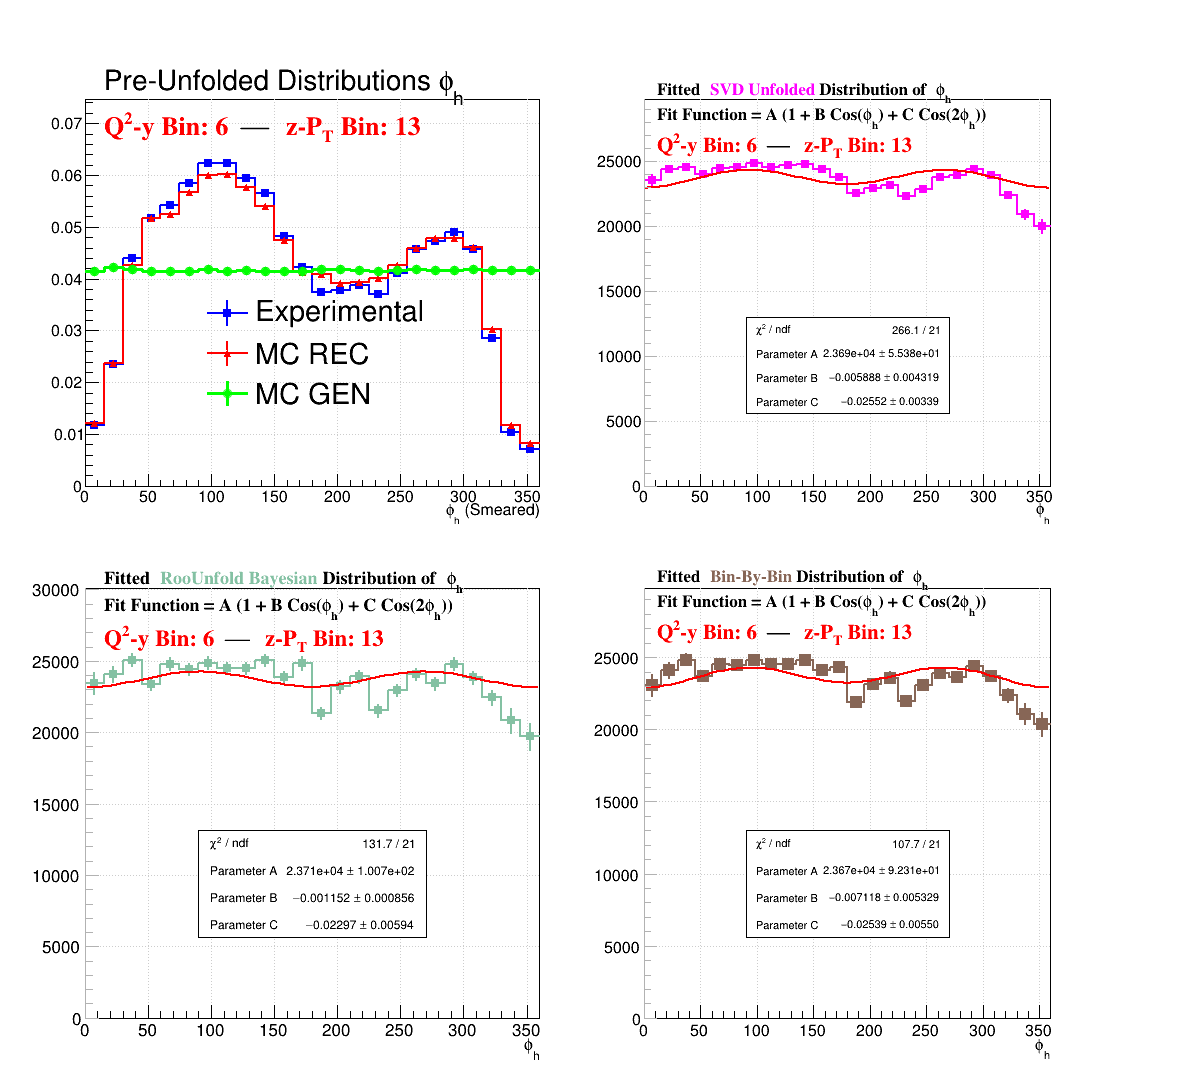 Pre-Unfolded Distributions ϕh
Q²-y Bin: 6 — z-PT Bin: 13
0.07
0.06
0.05
0.04
0.03
0.02
0.01
0
Experimental
MC REC
MC GEN
0 50 100 150 200 250 300 350
ϕh (Smeared)
Fitted SVD Unfolded Distribution of ϕh
Fit Function = A (1 + B Cos(ϕh) + C Cos(2ϕh))
Q²-y Bin: 6 — z-PT Bin: 13
25000
20000
15000
10000
5000
0
χ² / ndf 266.1 / 21
Parameter A 2.369e+04 ± 5.538e+01
Parameter B −0.005888 ± 0.004319
Parameter C −0.02552 ± 0.00339
0 50 100 150 200 250 300 350
ϕh
Fitted RooUnfold Bayesian Distribution of ϕh
Fit Function = A (1 + B Cos(ϕh) + C Cos(2ϕh))
Q²-y Bin: 6 — z-PT Bin: 13
30000
25000
20000
15000
10000
5000
0
χ² / ndf 131.7 / 21
Parameter A 2.371e+04 ± 1.007e+02
Parameter B −0.001152 ± 0.000856
Parameter C −0.02297 ± 0.00594
0 50 100 150 200 250 300 350
ϕh
Fitted Bin-By-Bin Distribution of ϕh
Fit Function = A (1 + B Cos(ϕh) + C Cos(2ϕh))
Q²-y Bin: 6 — z-PT Bin: 13
25000
20000
15000
10000
5000
0
χ² / ndf 107.7 / 21
Parameter A 2.367e+04 ± 9.231e+01
Parameter B −0.007118 ± 0.005329
Parameter C −0.02539 ± 0.00550
0 50 100 150 200 250 300 350
ϕh